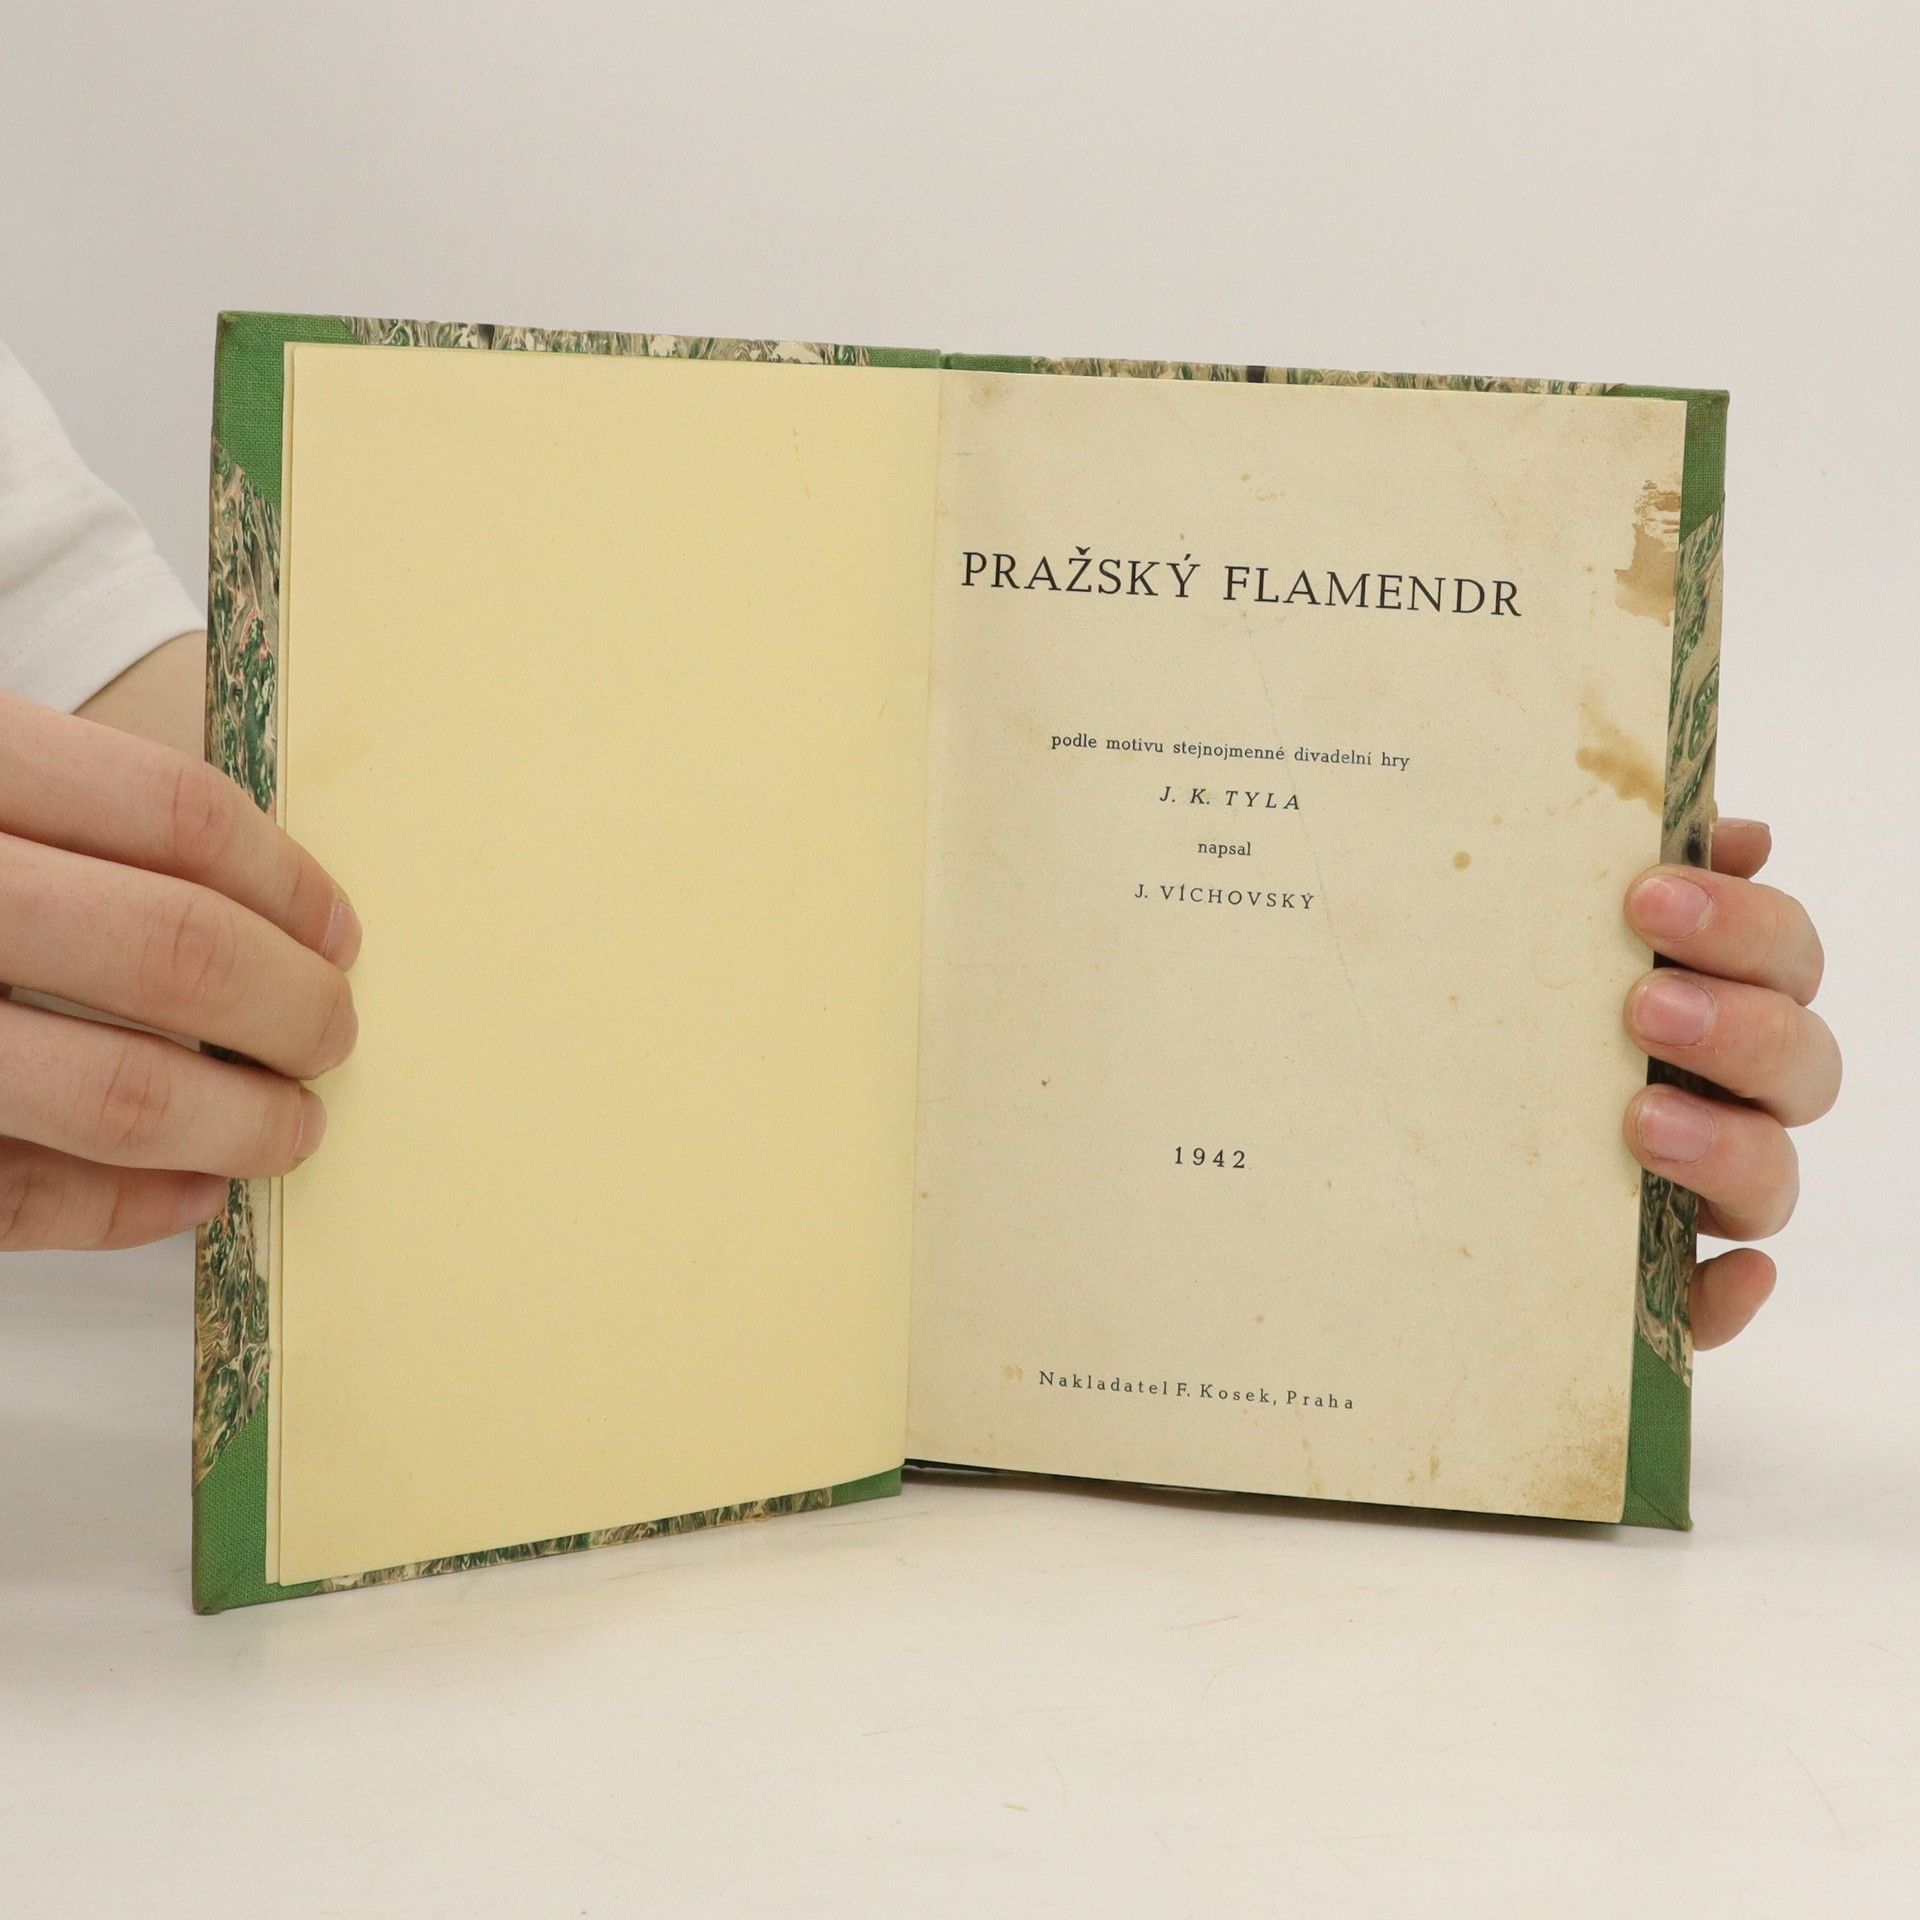 PRAŽSKÝ FLAMENDR
podle motivu stejnojmenné divadelní hry
J. K. TYLA
napsal
J. VÍCHOVSKÝ
1942
Nakladatel F. Kosek, Praha